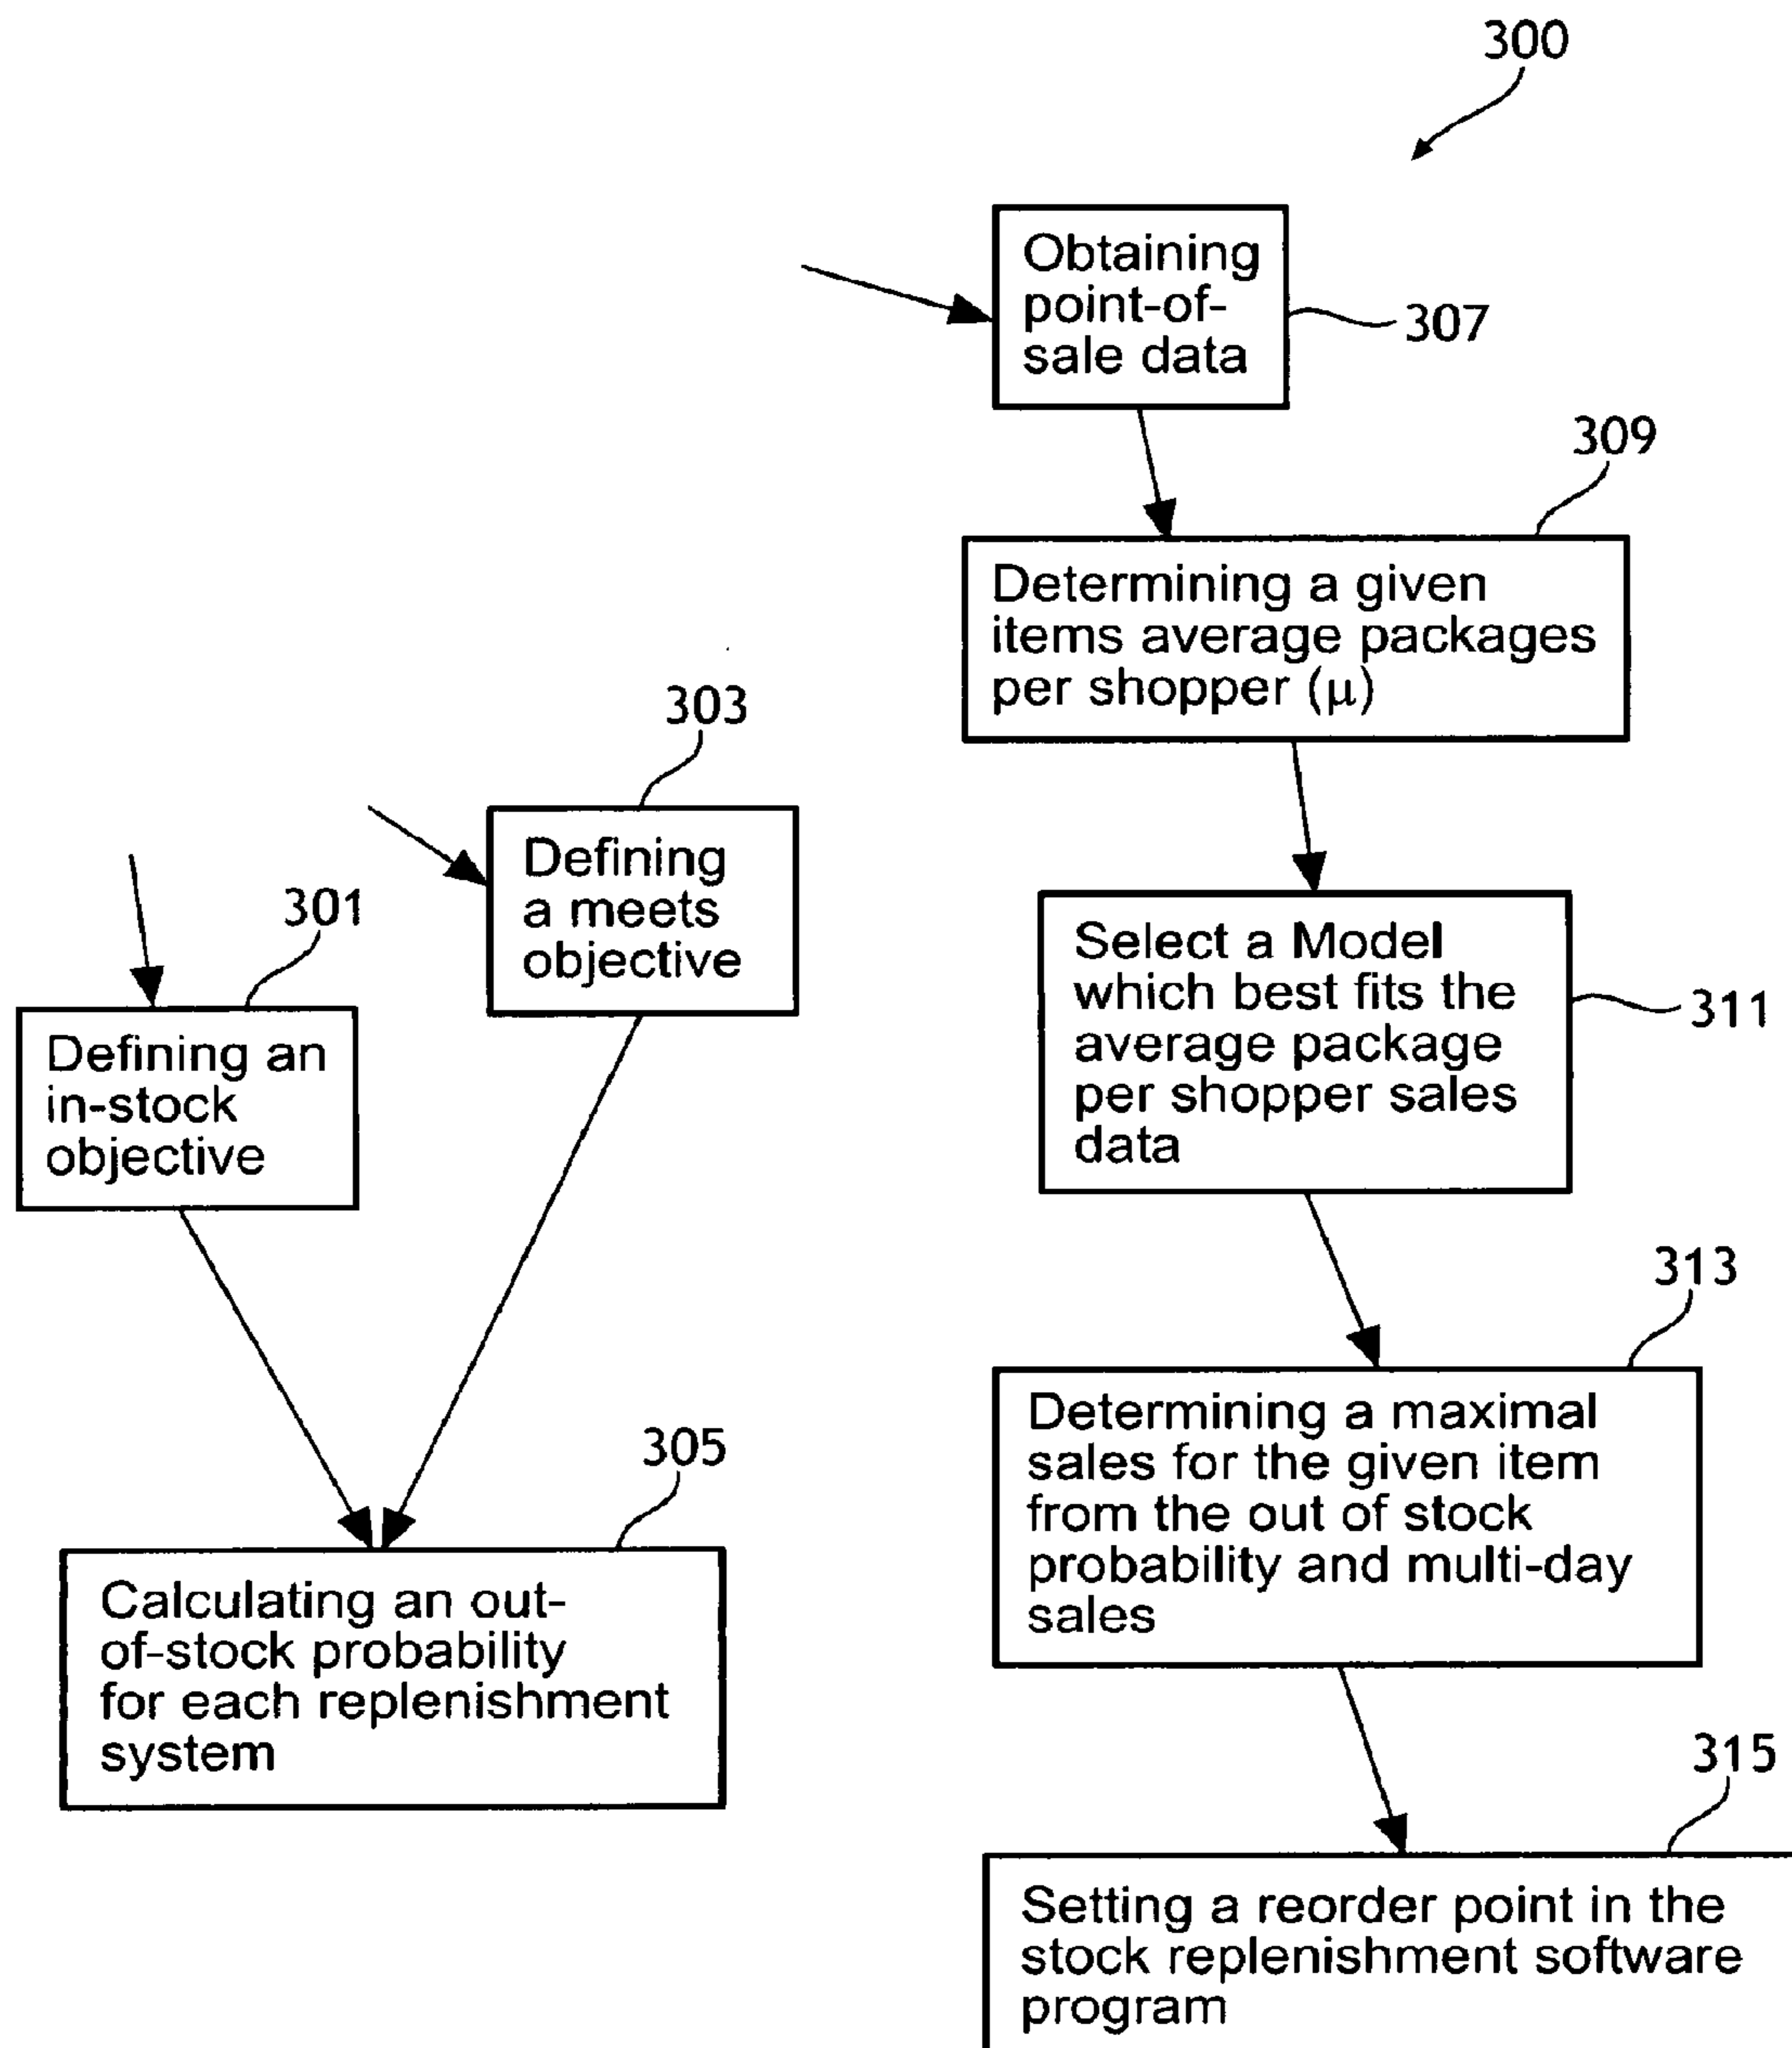 300
Obtaining
point-of-
sale data
307
309
Determining a given
items average packages
per shopper (μ)
303
Defining
a meets
objective
301
Defining an
in-stock
objective
Select a Model
which best fits the
average package
per shopper sales
data
311
313
Determining a maximal
sales for the given item
from the out of stock
probability and multi-day
sales
305
Calculating an out-
of-stock probability
for each replenishment
system
315
Setting a reorder point in the
stock replenishment software
program